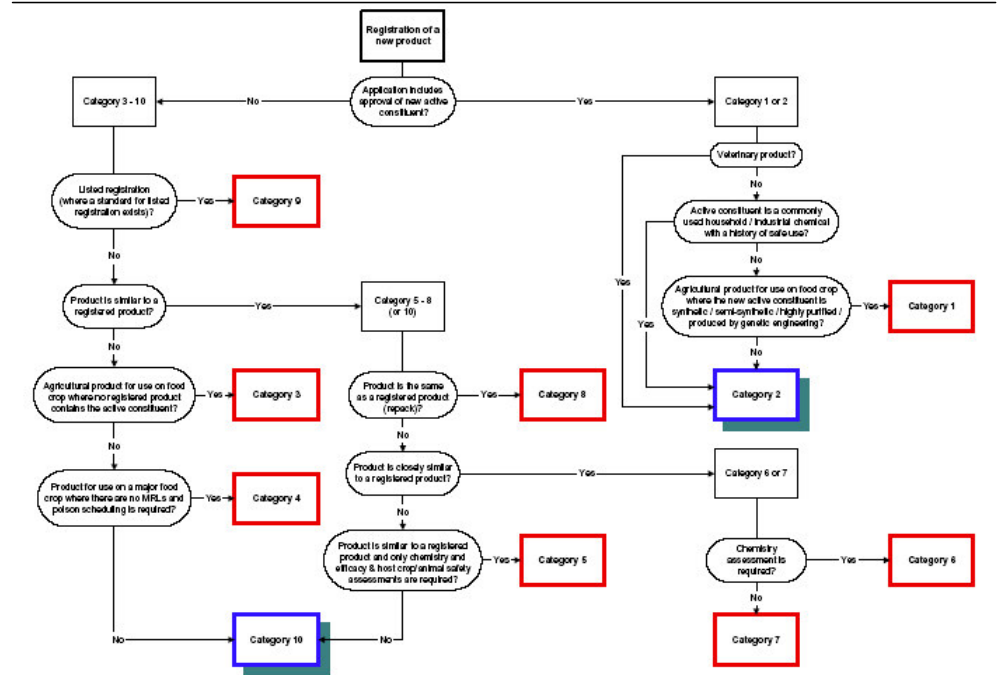 Registration of a
new product
Application includes
approval of new active
constituent?
No
Yes
Category 3 - 10
Category 1 or 2
Veterinary product?
No
Listed registration
(where a standard for listed
registration exists)?
Yes
Category 9
No
Active constituent is a commonly
used household / industrial chemical
with a history of safe use?
No
Yes
Yes
Product is similar to a
registered product?
Yes
Category 5 - 8
(or 10)
Agricultural product for use on food crop
where the new active constituent is
synthetic / semi-synthetic / highly purified /
produced by genetic engineering?
Yes
Category 1
No
No
Agricultural product for use on food
crop where no registered product
contains the active constituent?
Yes
Category 3
Product is the same
as a registered product
(repack)?
Yes
Category 8
Category 2
No
No
Product is closely similar
to a registered product?
Yes
Category 6 or 7
Product for use on a major food
crop where there are no MRLs and
poison scheduling is required?
Yes
Category 4
No
Product is similar to a registered
product and only chemistry and
efficacy & host crop/animal safety
assessments are required?
Yes
Category 5
Chemistry
assessment is
required?
Yes
Category 6
No
No
Category 10
No
Category 7